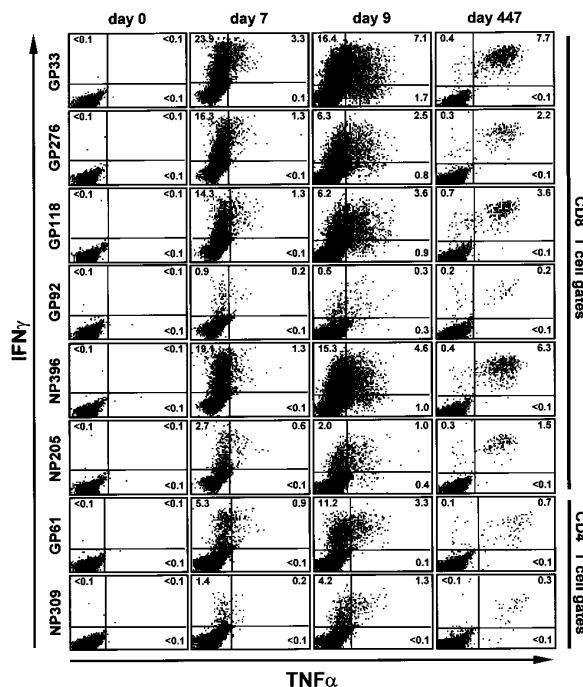 day 0 day 7 day 9 day 447
GP33
<0.1 <0.1 23.9 3.3 16.4 7.1 0.4 7.7
<0.1 0.1 1.7 <0.1
GP276
<0.1 <0.1 16.3 1.3 6.3 2.5 0.3 2.2
<0.1 <0.1 0.8 <0.1
GP118
<0.1 <0.1 14.3 1.3 6.2 3.6 0.7 3.6
<0.1 <0.1 0.9 <0.1
GP92
<0.1 <0.1 0.9 0.2 0.5 0.3 0.2 0.2
<0.1 <0.1 0.3 <0.1
NP396
<0.1 <0.1 19.1 1.3 15.3 4.6 0.4 6.3
<0.1 <0.1 1.0 <0.1
NP205
<0.1 <0.1 2.7 0.6 2.0 1.0 0.3 1.5
<0.1 <0.1 0.4 <0.1
GP61
<0.1 <0.1 5.3 0.9 11.2 3.3 0.1 0.7
<0.1 <0.1 0.1 <0.1
NP309
<0.1 <0.1 1.4 0.2 4.2 1.3 <0.1 0.3
<0.1 <0.1 <0.1 <0.1
IFNγ
TNFα
CD8 T cell gates
CD4 T cell gates